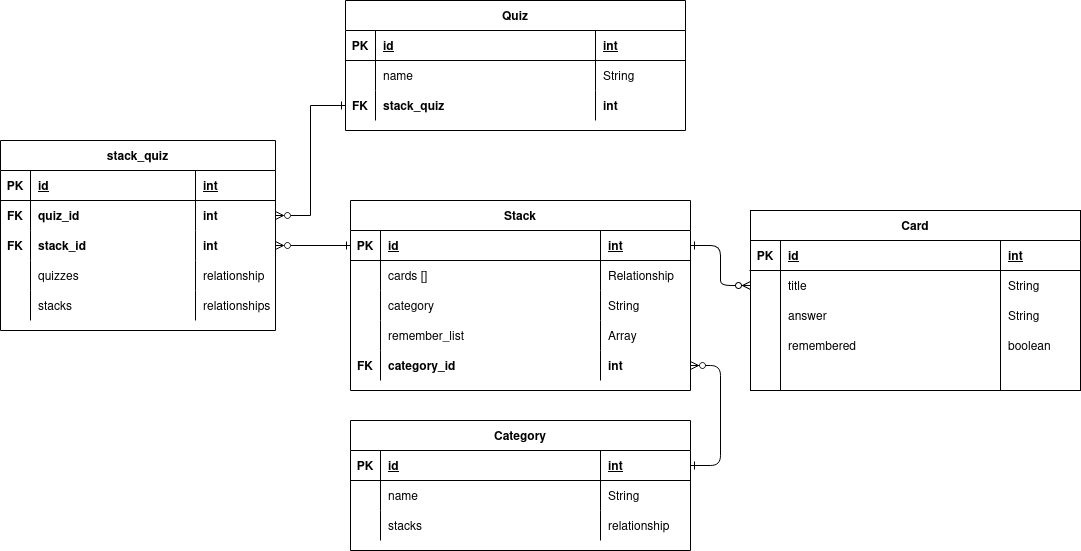 Quiz
PK id int
name String
FK stack_quiz int
stack_quiz
PK id int
FK quiz_id int
FK stack_id int
quizzes relationship
stacks relationships
Stack
PK id int
cards [] Relationship
category String
remember_list Array
FK category_id int
Card
PK id int
title String
answer String
remembered boolean
Category
PK id int
name String
stacks relationship